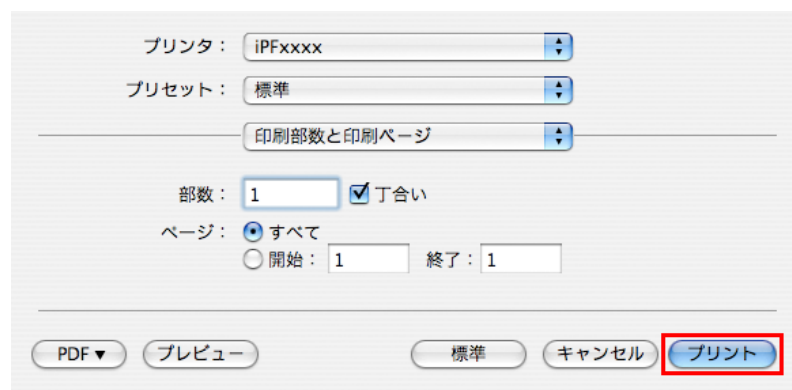 プリンタ： iPFxxxx
プリセット： 標準
印刷部数と印刷ページ
部数： 1 丁合い
ページ： すべて
開始： 1 終了： 1
PDF▼ プレビュー 標準 キャンセル プリント